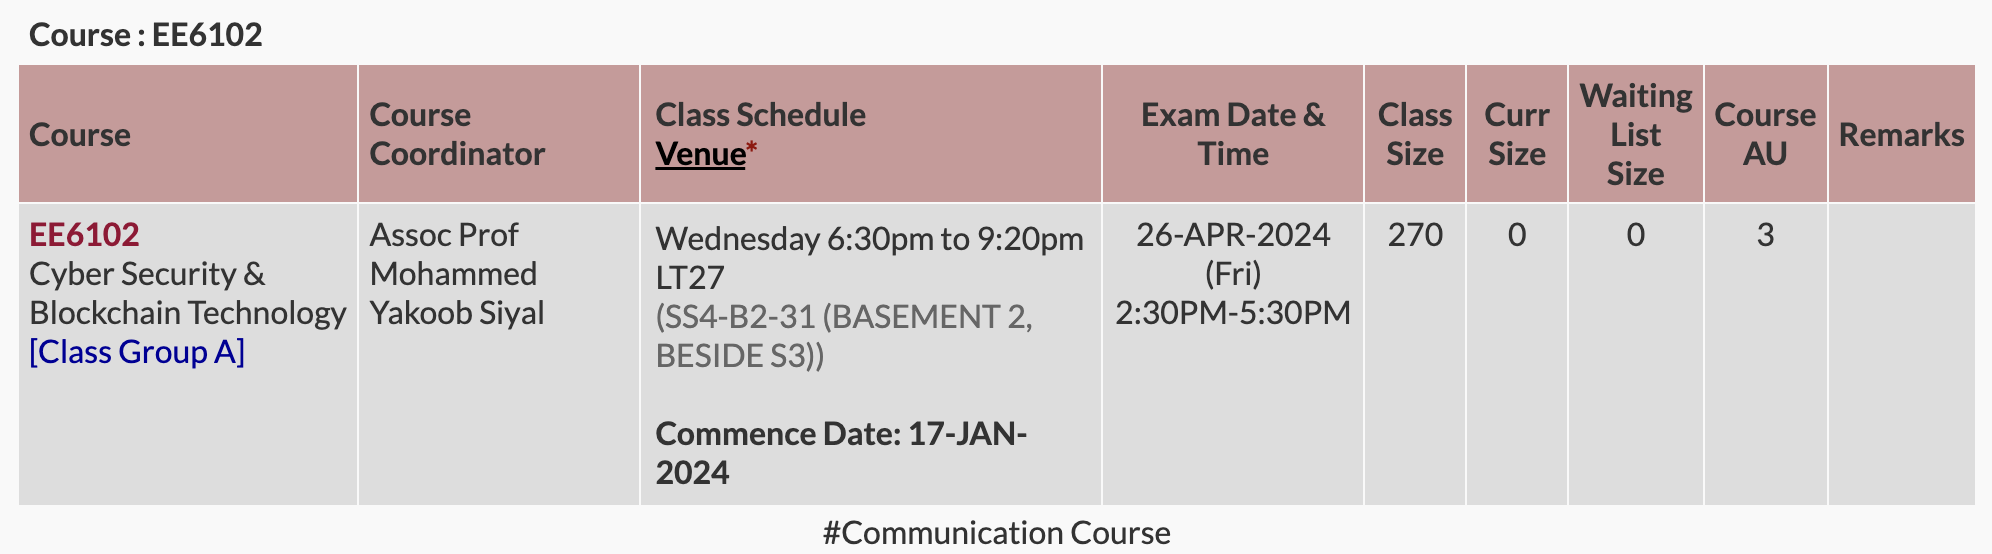 Course : EE6102
Course
Course
Coordinator
Class Schedule
Venue*
Exam Date &
Time
Class
Size
Curr
Size
Waiting
List
Size
Course
AU
Remarks
EE6102
Cyber Security &
Blockchain Technology
[Class Group A]
Assoc Prof
Mohammed
Yakoob Siyal
Wednesday 6:30pm to 9:20pm
LT27
(SS4-B2-31 (BASEMENT 2,
BESIDE S3))
Commence Date: 17-JAN-
2024
26-APR-2024
(Fri)
2:30PM-5:30PM
270
0
0
3
#Communication Course